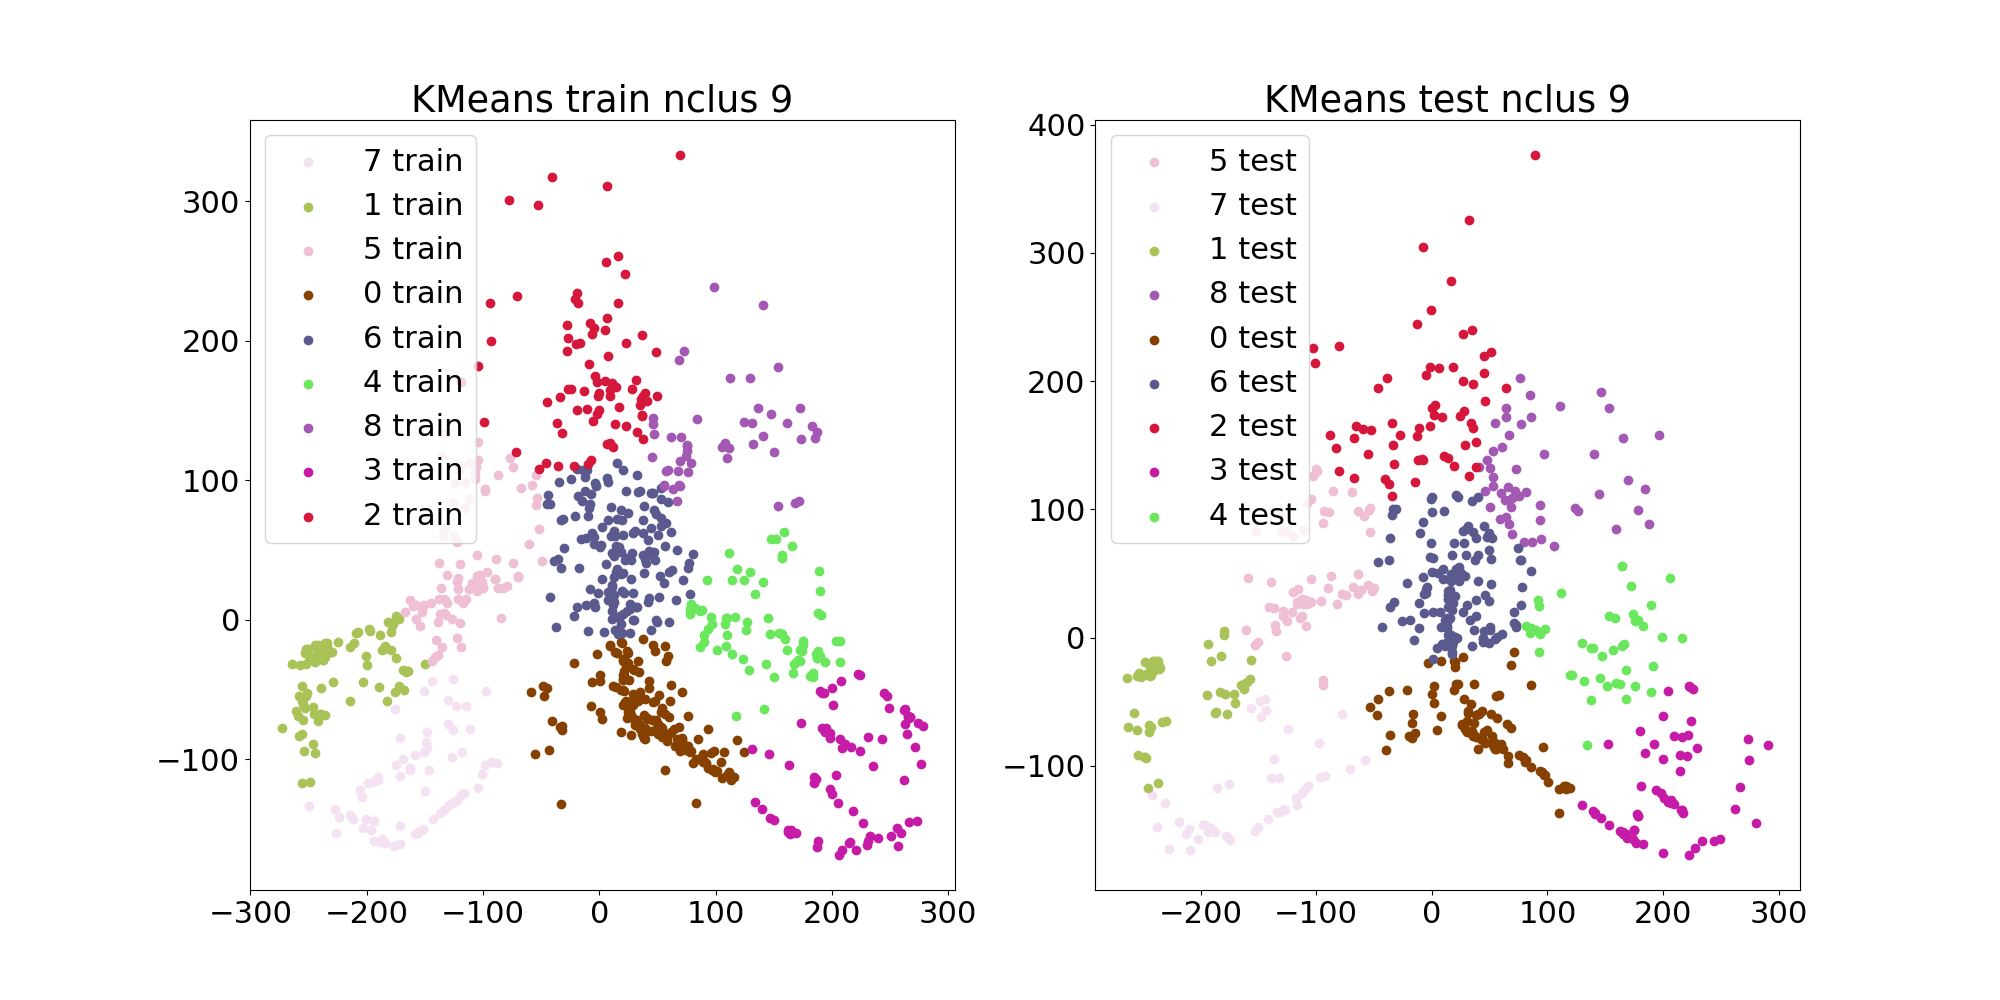 KMeans train nclus 9
300
200
100
0
−100
−300 −200 −100 0 100 200 300
7 train
1 train
5 train
0 train
6 train
4 train
8 train
3 train
2 train
KMeans test nclus 9
400
300
200
100
0
−100
−200 −100 0 100 200 300
5 test
7 test
1 test
8 test
0 test
6 test
2 test
3 test
4 test